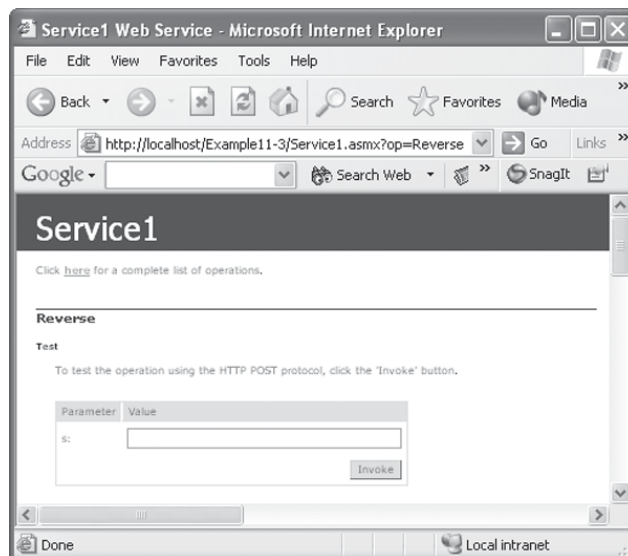 Service1 Web Service - Microsoft Internet Explorer
File Edit View Favorites Tools Help
Back Search Favorites Media »
Address http://localhost/Example11-3/Service1.asmx?op=Reverse Go Links »
Google Search Web » SnagIt
Service1
Click here for a complete list of operations.
Reverse
Test
To test the operation using the HTTP POST protocol, click the 'Invoke' button.
Parameter Value
s:
Invoke
Done Local intranet